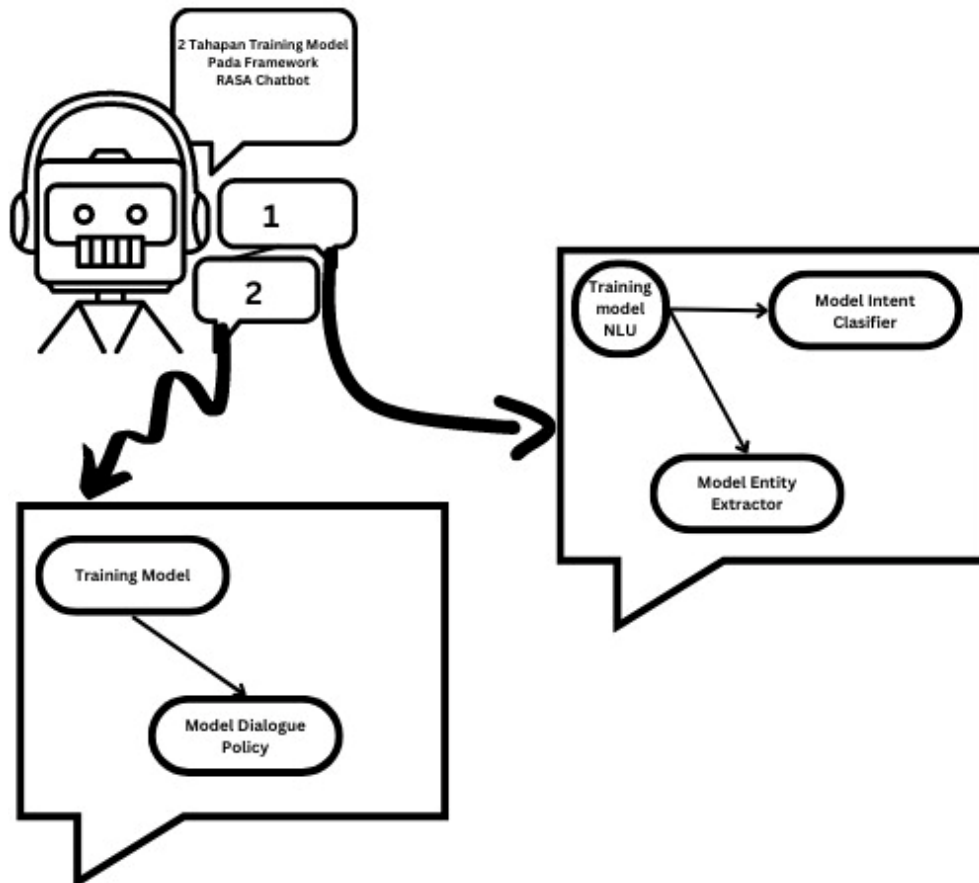 2 Tahapan Training Model
Pada Framework
RASA Chatbot
1
2
Training
model
NLU
Model Intent
Clasifier
Model Entity
Extractor
Training Model
Model Dialogue
Policy